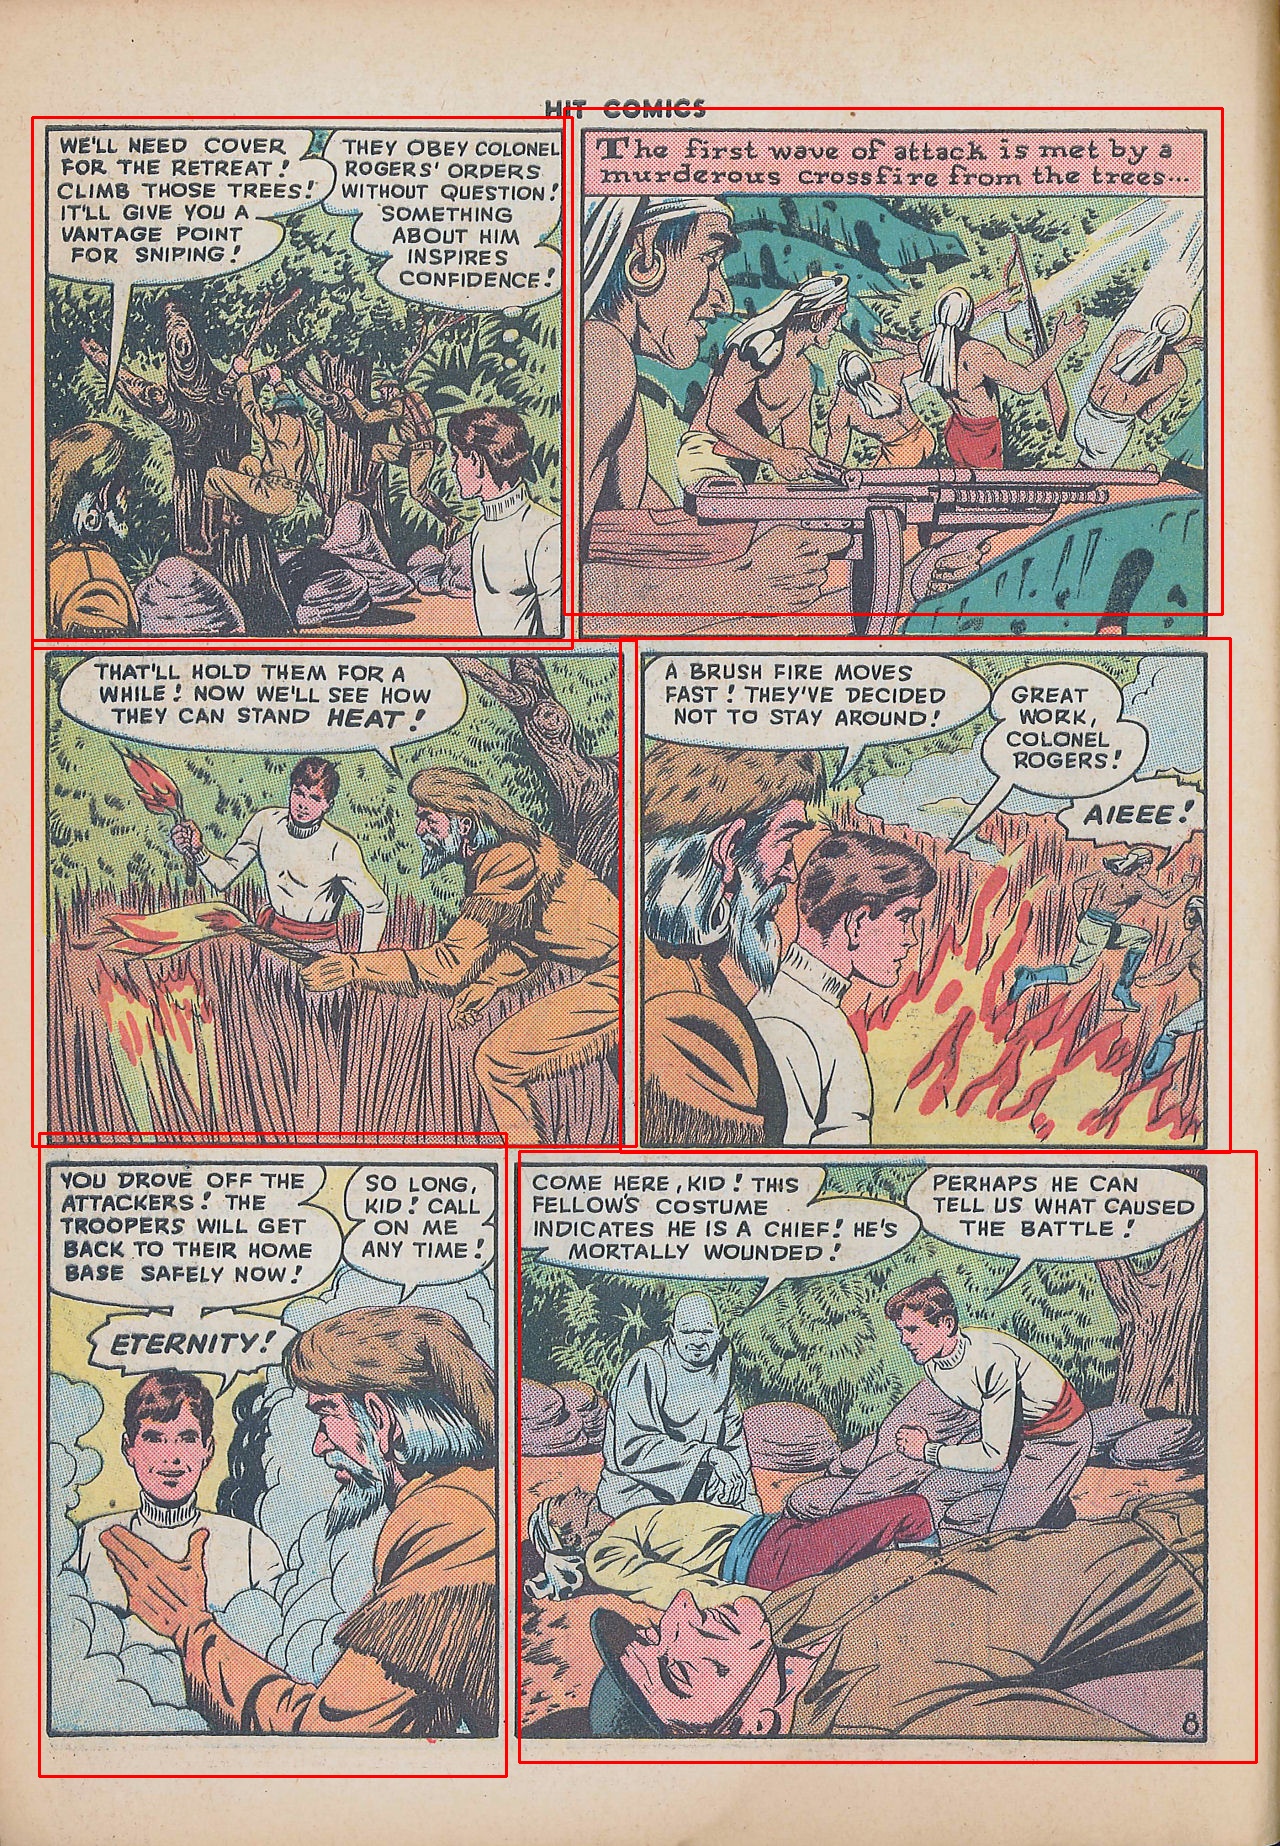 HIT COMICS
WE'LL NEED COVER
FOR THE RETREAT!
CLIMB THOSE TREES!
IT'LL GIVE YOU A
VANTAGE POINT
FOR SNIPING!
THEY OBEY COLONEL
ROGERS' ORDERS
WITHOUT QUESTION!
SOMETHING
ABOUT HIM
INSPIRES
CONFIDENCE!
The first wave of attack is met by a
murderous crossfire from the trees...
THAT'LL HOLD THEM FOR A
WHILE! NOW WE'LL SEE HOW
THEY CAN STAND HEAT!
A BRUSH FIRE MOVES
FAST! THEY'VE DECIDED
NOT TO STAY AROUND!
GREAT
WORK,
COLONEL
ROGERS!
AIEEE!
YOU DROVE OFF THE
ATTACKERS! THE
TROOPERS WILL GET
BACK TO THEIR HOME
BASE SAFELY NOW!
ETERNITY!
SO LONG,
KID! CALL
ON ME
ANY TIME!
COME HERE, KID! THIS
FELLOW'S COSTUME
INDICATES HE IS A CHIEF! HE'S
MORTALLY WOUNDED!
PERHAPS HE CAN
TELL US WHAT CAUSED
THE BATTLE!
8